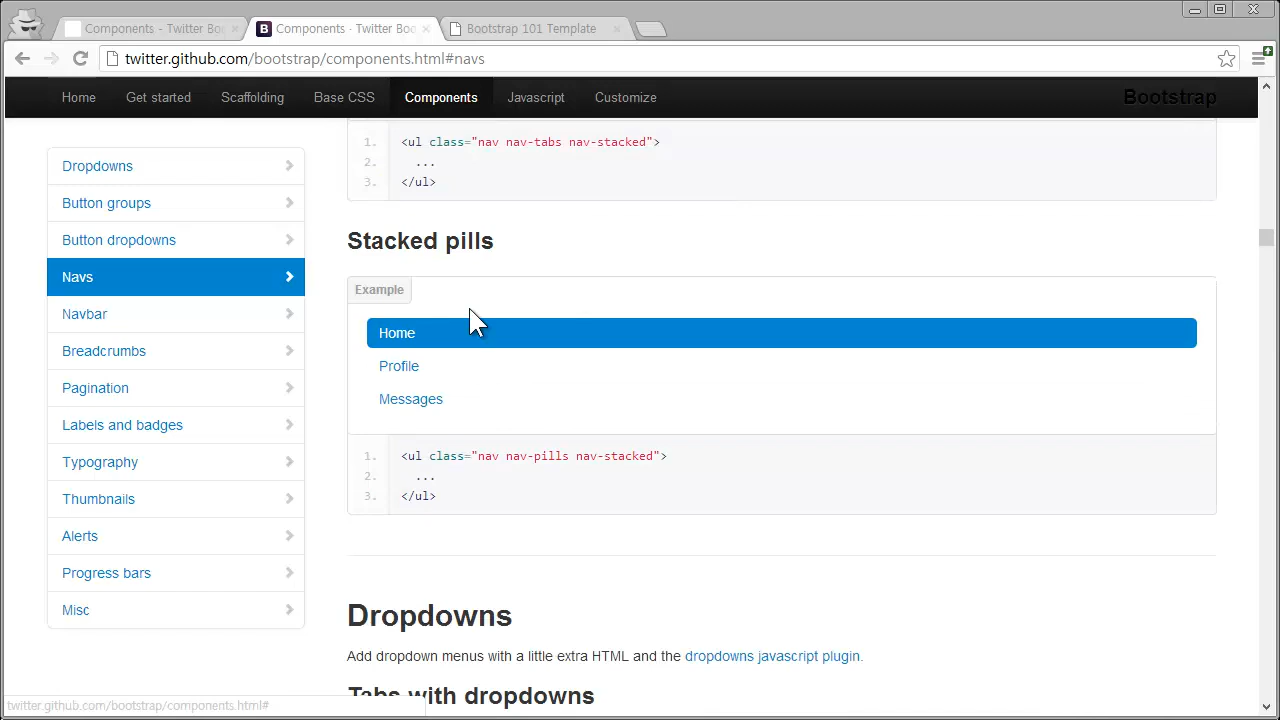 Components - Twitter Boo
Components - Twitter Boo
Bootstrap 101 Template
twitter.github.com/bootstrap/components.html#navs
Home Get started Scaffolding Base CSS Components Javascript Customize Bootstrap
Dropdowns
Button groups
Button dropdowns
Navs
Navbar
Breadcrumbs
Pagination
Labels and badges
Typography
Thumbnails
Alerts
Progress bars
Misc
1. <ul class="nav nav-tabs nav-stacked">
2. ...
3. </ul>
Stacked pills
Example
Home
Profile
Messages
1. <ul class="nav nav-pills nav-stacked">
2. ...
3. </ul>
Dropdowns
Add dropdown menus with a little extra HTML and the dropdowns javascript plugin.
Tabs with dropdowns
twitter.github.com/bootstrap/components.html#